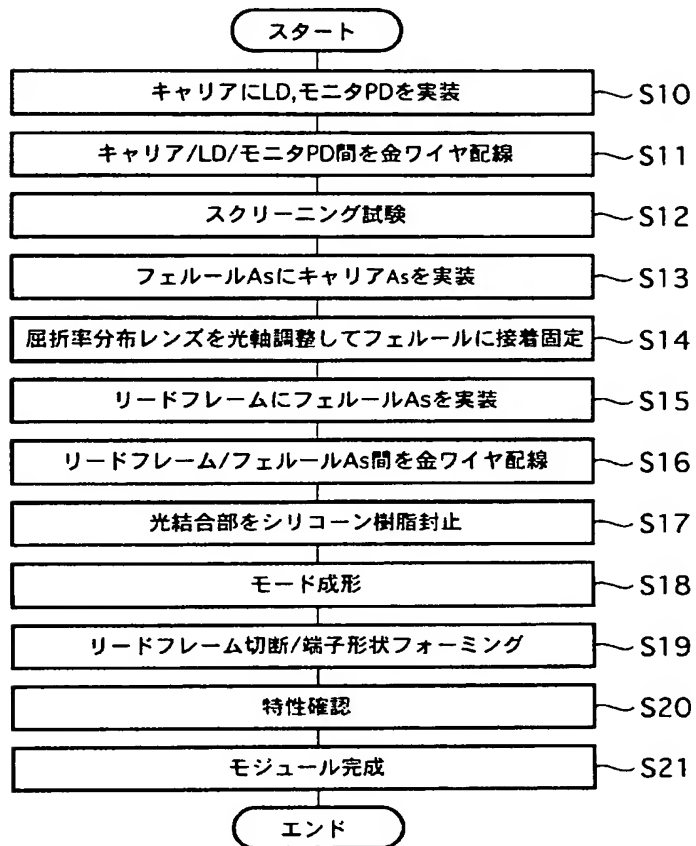 スタート
キャリアにLD,モニタPDを実装 S10
キャリア/LD/モニタPD間を金ワイヤ配線 S11
スクリーニング試験 S12
フェルールAsにキャリアAsを実装 S13
屈折率分布レンズを光軸調整してフェルールに接着固定 S14
リードフレームにフェルールAsを実装 S15
リードフレーム/フェルールAs間を金ワイヤ配線 S16
光結合部をシリコーン樹脂封止 S17
モード成形 S18
リードフレーム切断/端子形状フォーミング S19
特性確認 S20
モジュール完成 S21
エンド